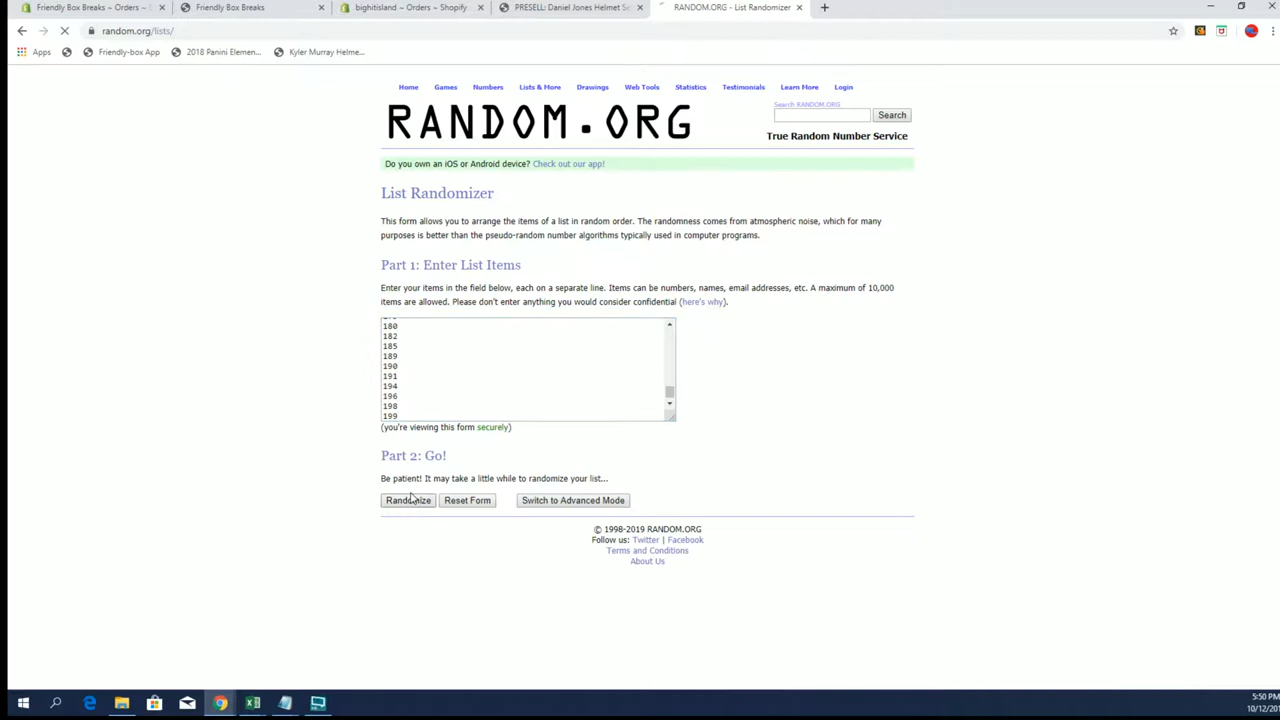 Friendly Box Breaks ~ Orders ~
Friendly Box Breaks
bighitisland ~ Orders ~ Shopify
PRESELL: Daniel Jones Helmet Se
RANDOM.ORG - List Randomizer
random.org/lists/
Apps
Friendly-box App
2018 Panini Elemen...
Kyler Murray Helme...
Home
Games
Numbers
Lists & More
Drawings
Web Tools
Statistics
Testimonials
Learn More
Login
RANDOM.ORG
Search RANDOM.ORG
Search
True Random Number Service
Do you own an iOS or Android device? Check out our app!
List Randomizer
This form allows you to arrange the items of a list in random order. The randomness comes from atmospheric noise, which for many
purposes is better than the pseudo-random number algorithms typically used in computer programs.
Part 1: Enter List Items
Enter your items in the field below, each on a separate line. Items can be numbers, names, email addresses, etc. A maximum of 10,000
items are allowed. Please don't enter anything you would consider confidential (here's why).
180
182
185
189
190
191
194
196
198
199
(you're viewing this form securely)
Part 2: Go!
Be patient! It may take a little while to randomize your list...
Randomize
Reset Form
Switch to Advanced Mode
© 1998-2019 RANDOM.ORG
Follow us: Twitter | Facebook
Terms and Conditions
About Us
5:50 PM
10/12/201